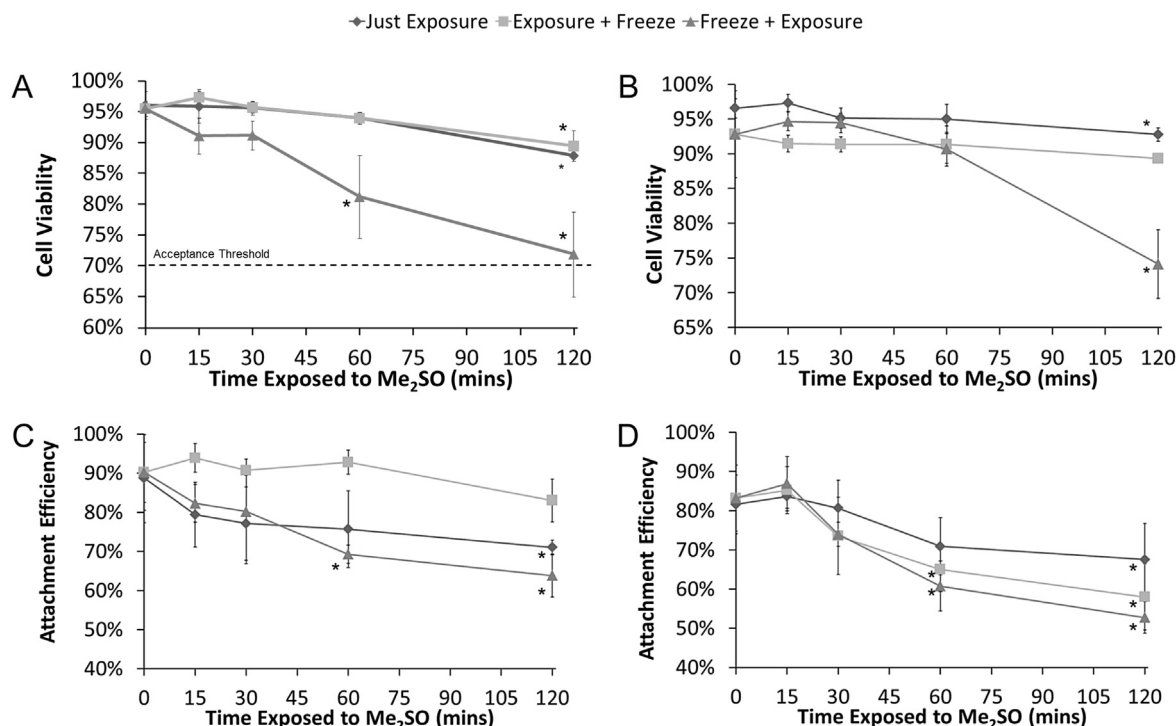 Just Exposure Exposure + Freeze Freeze + Exposure
A
Cell Viability
100%
95%
90%
85%
80%
75%
70%
65%
60%
Acceptance Threshold
*
*
*
*
0 15 30 45 60 75 90 105 120
Time Exposed to Me₂SO (mins)
B
Cell Viability
100%
95%
90%
85%
80%
75%
70%
65%
*
*
0 15 30 45 60 75 90 105 120
Time Exposed to Me₂SO (mins)
C
Attachment Efficiency
100%
90%
80%
70%
60%
50%
40%
*
*
*
0 15 30 45 60 75 90 105 120
Time Exposed to Me₂SO (mins)
D
Attachment Efficiency
100%
90%
80%
70%
60%
50%
40%
*
*
*
*
*
0 15 30 45 60 75 90 105 120
Time Exposed to Me₂SO (mins)